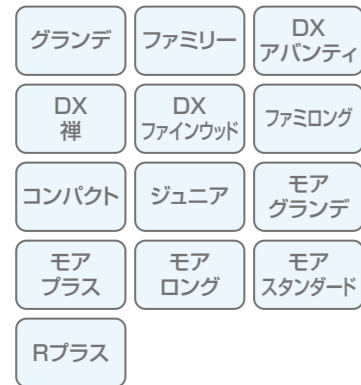 グランデ
ファミリー
DX
アバンティ
DX
禅
DX
ファインウッド
ファミロング
コンパクト
ジュニア
モア
グランデ
モア
プラス
モア
ロング
モア
スタンダード
Rプラス